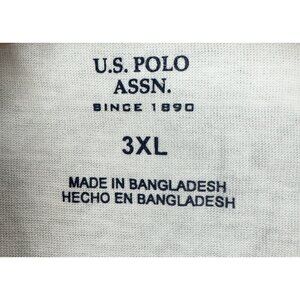 U.S. POLO
ASSN.
SINCE 1890
3XL
MADE IN BANGLADESH
HECHO EN BANGLADESH